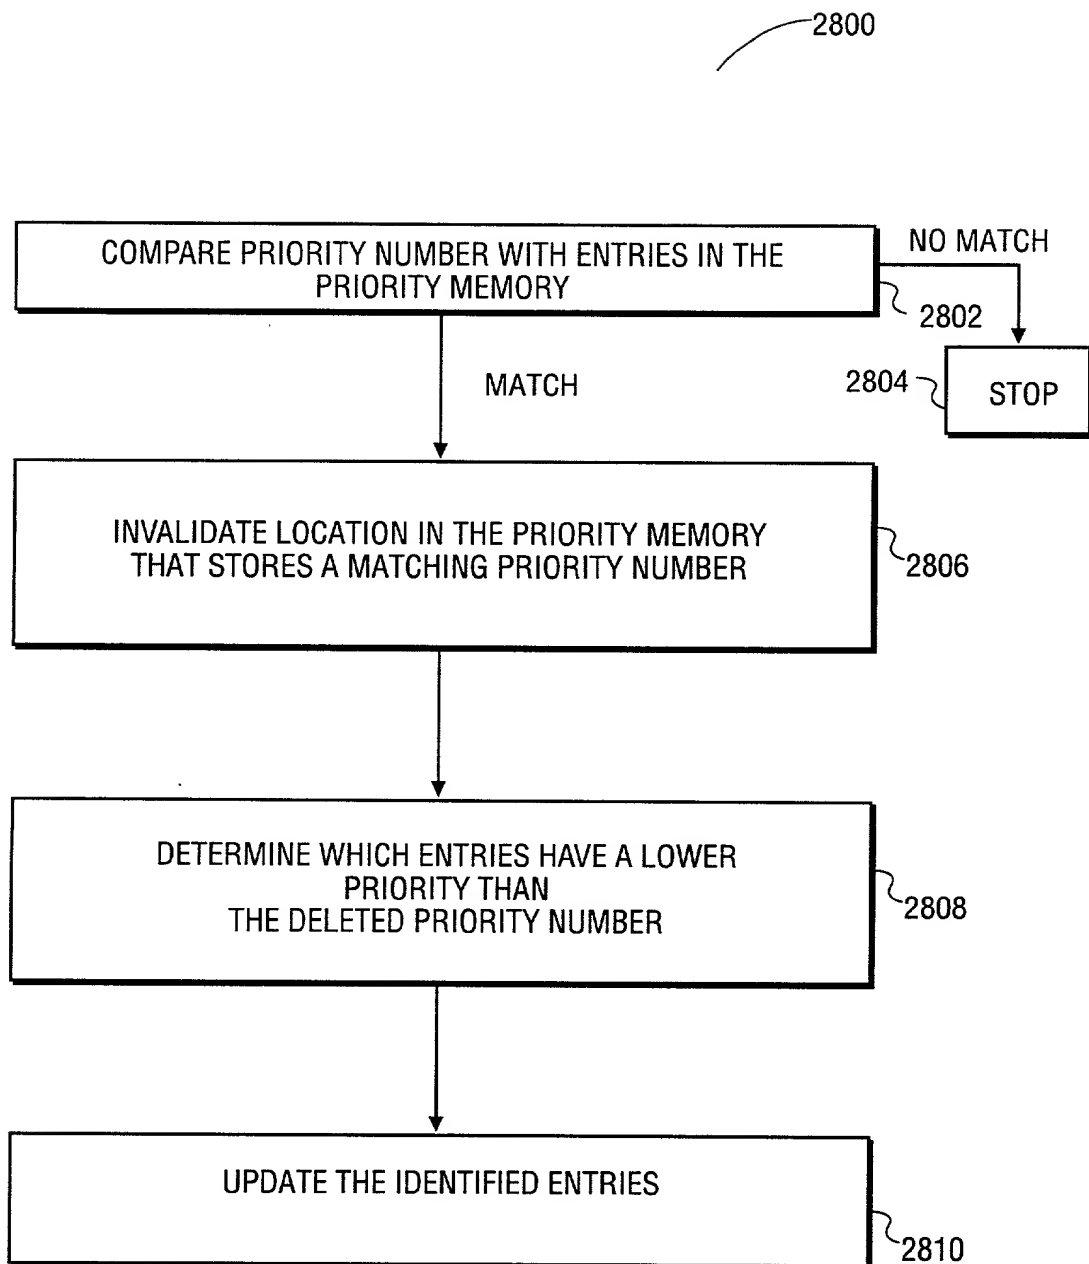 2800
COMPARE PRIORITY NUMBER WITH ENTRIES IN THE
PRIORITY MEMORY
NO MATCH
2802
2804
STOP
MATCH
INVALIDATE LOCATION IN THE PRIORITY MEMORY
THAT STORES A MATCHING PRIORITY NUMBER
2806
DETERMINE WHICH ENTRIES HAVE A LOWER
PRIORITY THAN
THE DELETED PRIORITY NUMBER
2808
UPDATE THE IDENTIFIED ENTRIES
2810